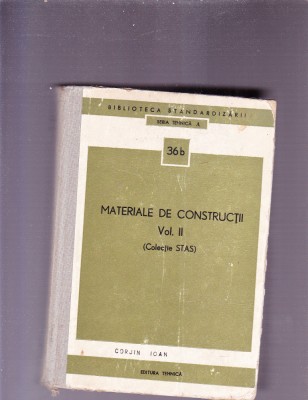 BIBLIOTECA STANDARDIZĂRII
SERIA TEHNICĂ
36b
MATERIALE DE CONSTRUCȚII
Vol. II
(Colecție STAS)
CORJIN IOAN
EDITURA TEHNICĂ